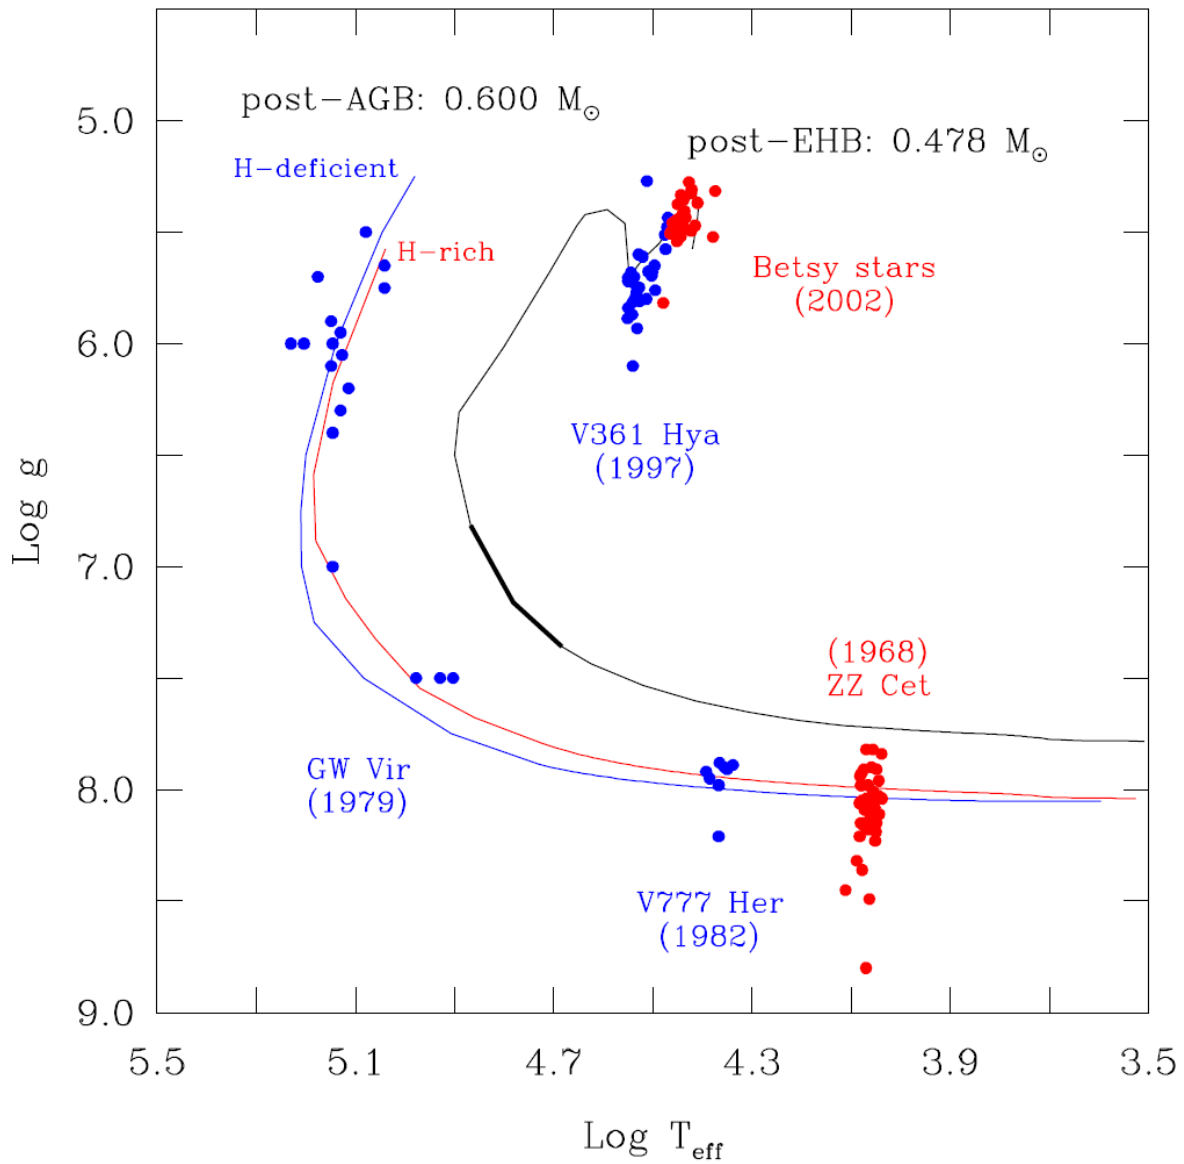 post-AGB: 0.600 M⊙
post-EHB: 0.478 M⊙
H-deficient
H-rich
Betsy stars
(2002)
V361 Hya
(1997)
(1968)
ZZ Cet
GW Vir
(1979)
V777 Her
(1982)
Log g
5.0
6.0
7.0
8.0
9.0
5.5 5.1 4.7 4.3 3.9 3.5
Log Teff